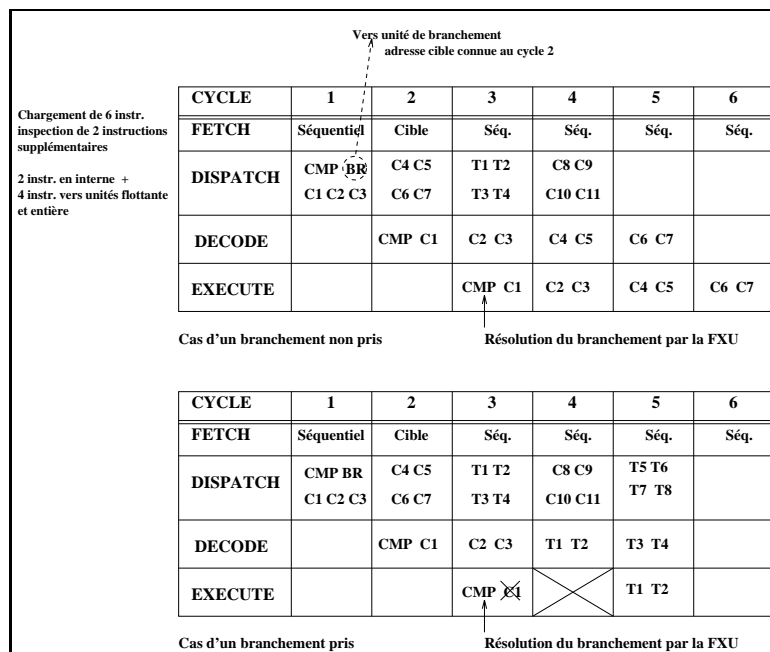 Vers unité de branchement
adresse cible connue au cycle 2
Chargement de 6 instr.
inspection de 2 instructions
supplémentaires
2 instr. en interne +
4 instr. vers unités flottante
et entière
CYCLE 1 2 3 4 5 6
FETCH Séquentiel Cible Séq. Séq. Séq. Séq.
DISPATCH
CMP BR C4 C5 T1 T2 C8 C9
C1 C2 C3 C6 C7 T3 T4 C10 C11
DECODE CMP C1 C2 C3 C4 C5 C6 C7
EXECUTE CMP C1 C2 C3 C4 C5 C6 C7
Cas d'un branchement non pris Résolution du branchement par la FXU
CYCLE 1 2 3 4 5 6
FETCH Séquentiel Cible Séq. Séq. Séq. Séq.
DISPATCH
CMP BR C4 C5 T1 T2 C8 C9 T5 T6
C1 C2 C3 C6 C7 T3 T4 C10 C11 T7 T8
DECODE CMP C1 C2 C3 T1 T2 T3 T4
EXECUTE CMP C1 T1 T2
Cas d'un branchement pris Résolution du branchement par la FXU